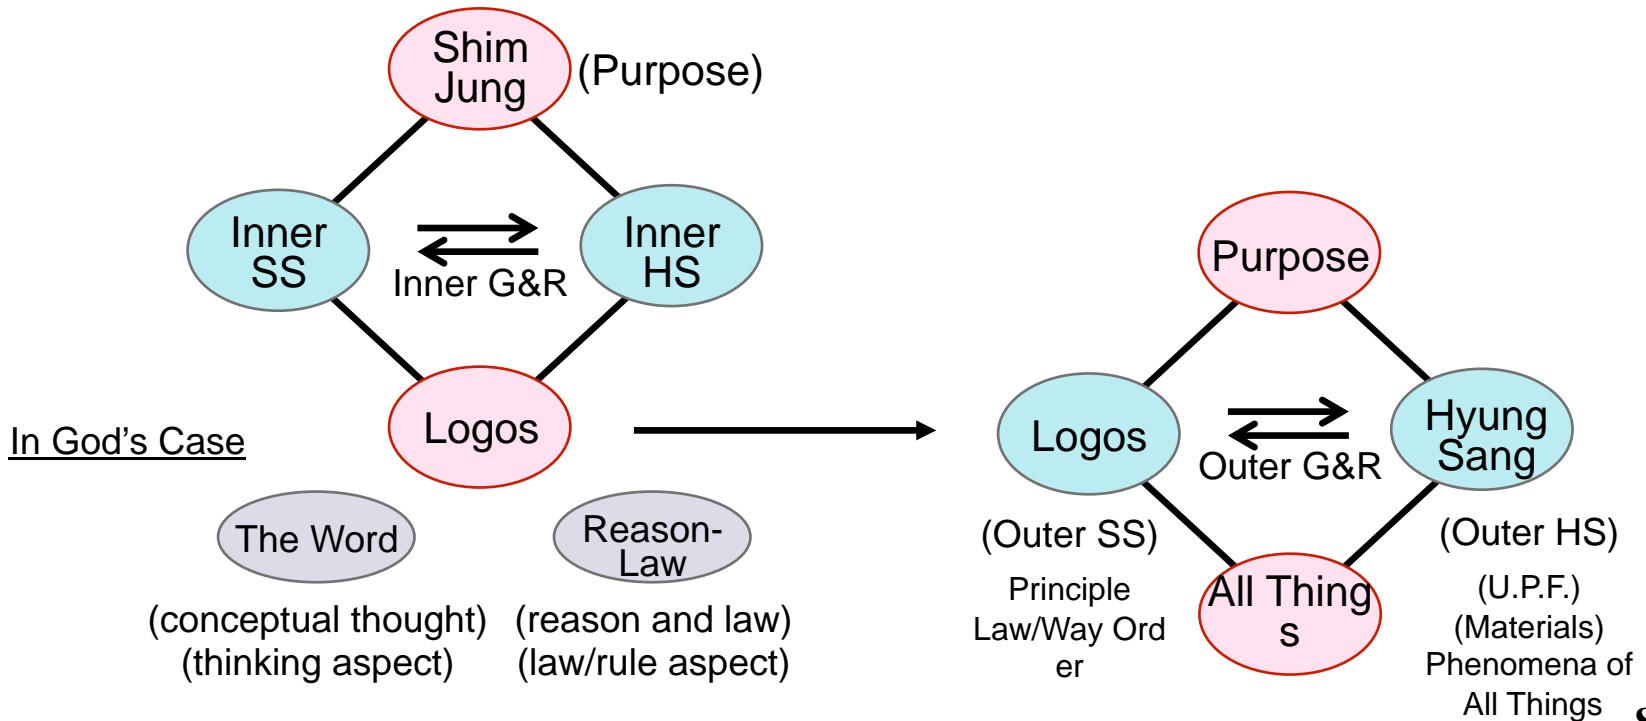 Shim
Jung
(Purpose)
Inner
SS
Inner
HS
Inner G&R
Logos
In God’s Case
The Word
Reason-
Law
(conceptual thought)
(thinking aspect)
(reason and law)
(law/rule aspect)
Purpose
Logos
Hyung
Sang
Outer G&R
(Outer SS)
(Outer HS)
All Thing
s
Principle
Law/Way Ord
er
(U.P.F.)
(Materials)
Phenomena of
All Things